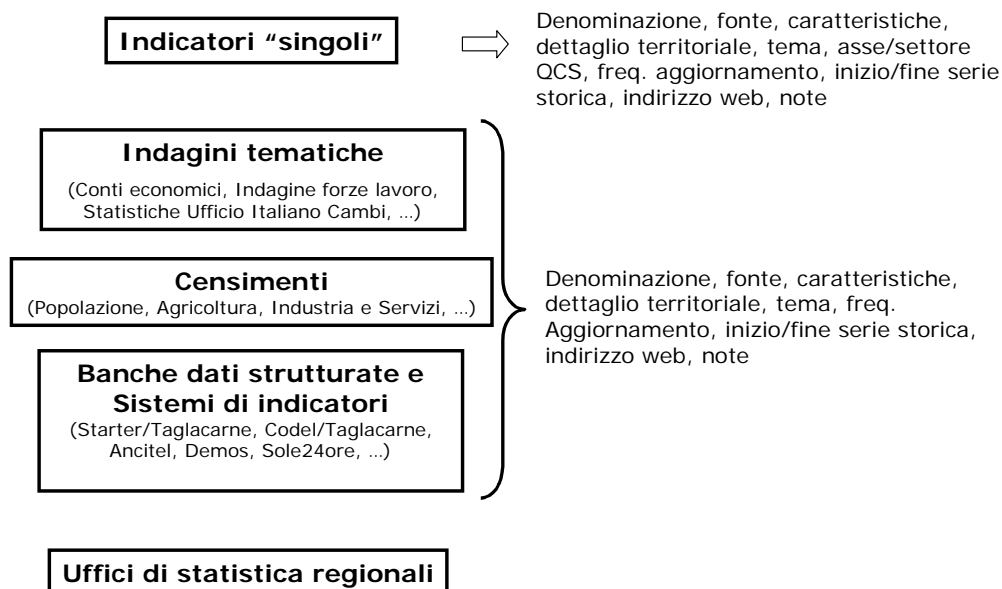 Indicatori “singoli”
Denominazione, fonte, caratteristiche,
dettaglio territoriale, tema, asse/settore
QCS, freq. aggiornamento, inizio/fine serie
storica, indirizzo web, note
Indagini tematiche
(Conti economici, Indagine forze lavoro,
Statistiche Ufficio Italiano Cambi, …)
Censimenti
(Popolazione, Agricoltura, Industria e Servizi, …)
Banche dati strutturate e
Sistemi di indicatori
(Starter/Taglacarne, Codel/Taglacarne,
Ancitel, Demos, Sole24ore, …)
Denominazione, fonte, caratteristiche,
dettaglio territoriale, tema, freq.
Aggiornamento, inizio/fine serie storica,
indirizzo web, note
Uffici di statistica regionali